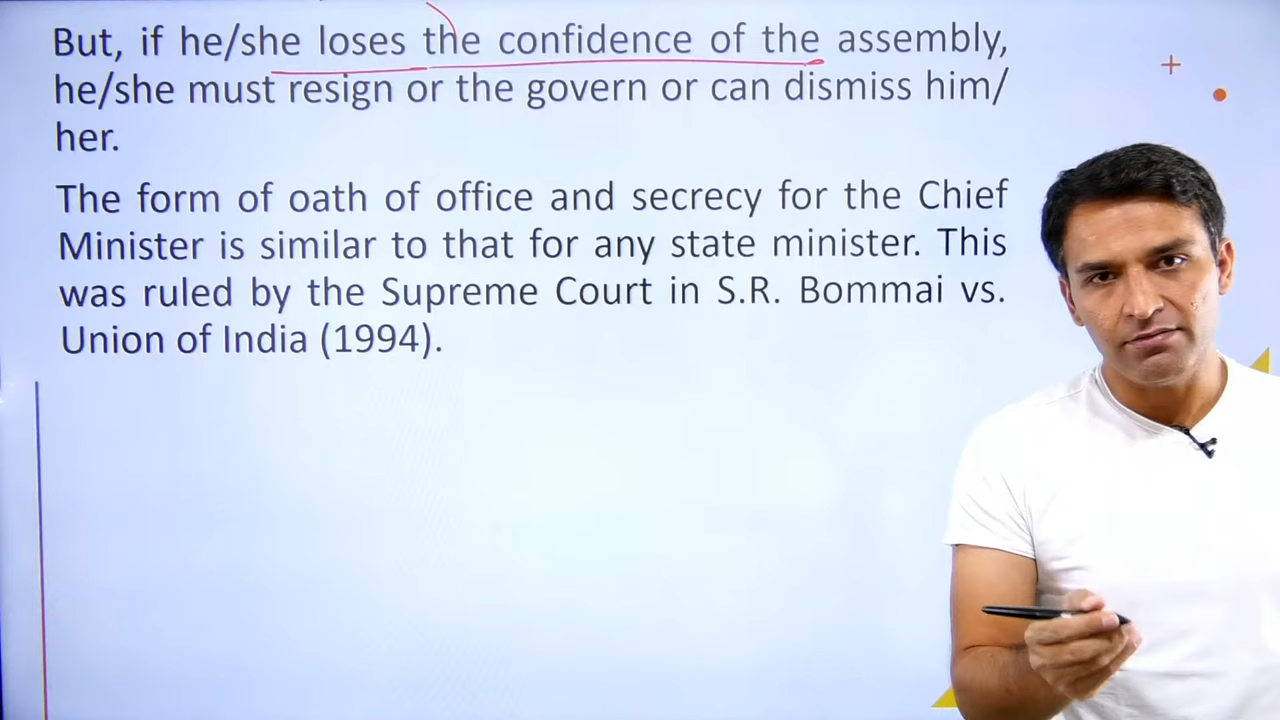 But, if he/she loses the confidence of the assembly,
he/she must resign or the govern or can dismiss him/
her.
The form of oath of office and secrecy for the Chief
Minister is similar to that for any state minister. This
was ruled by the Supreme Court in S.R. Bommai vs.
Union of India (1994).